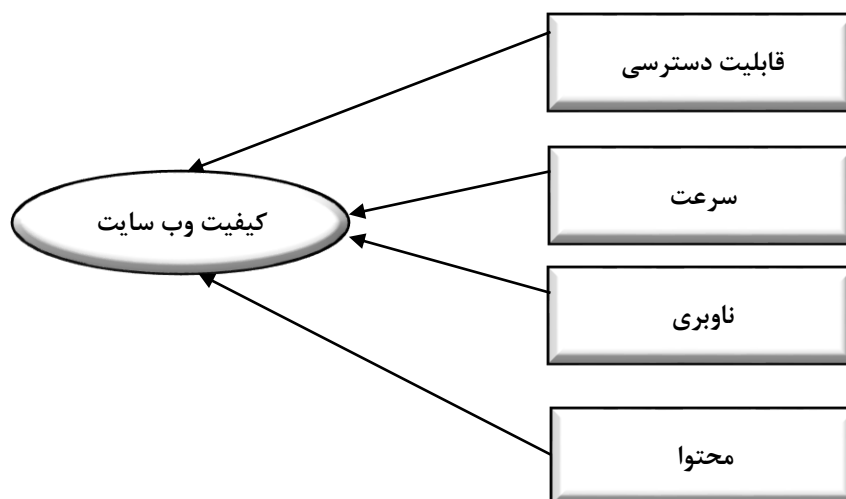 قابلیت دسترسی
سرعت
کیفیت وب سایت
ناوبری
محتوا